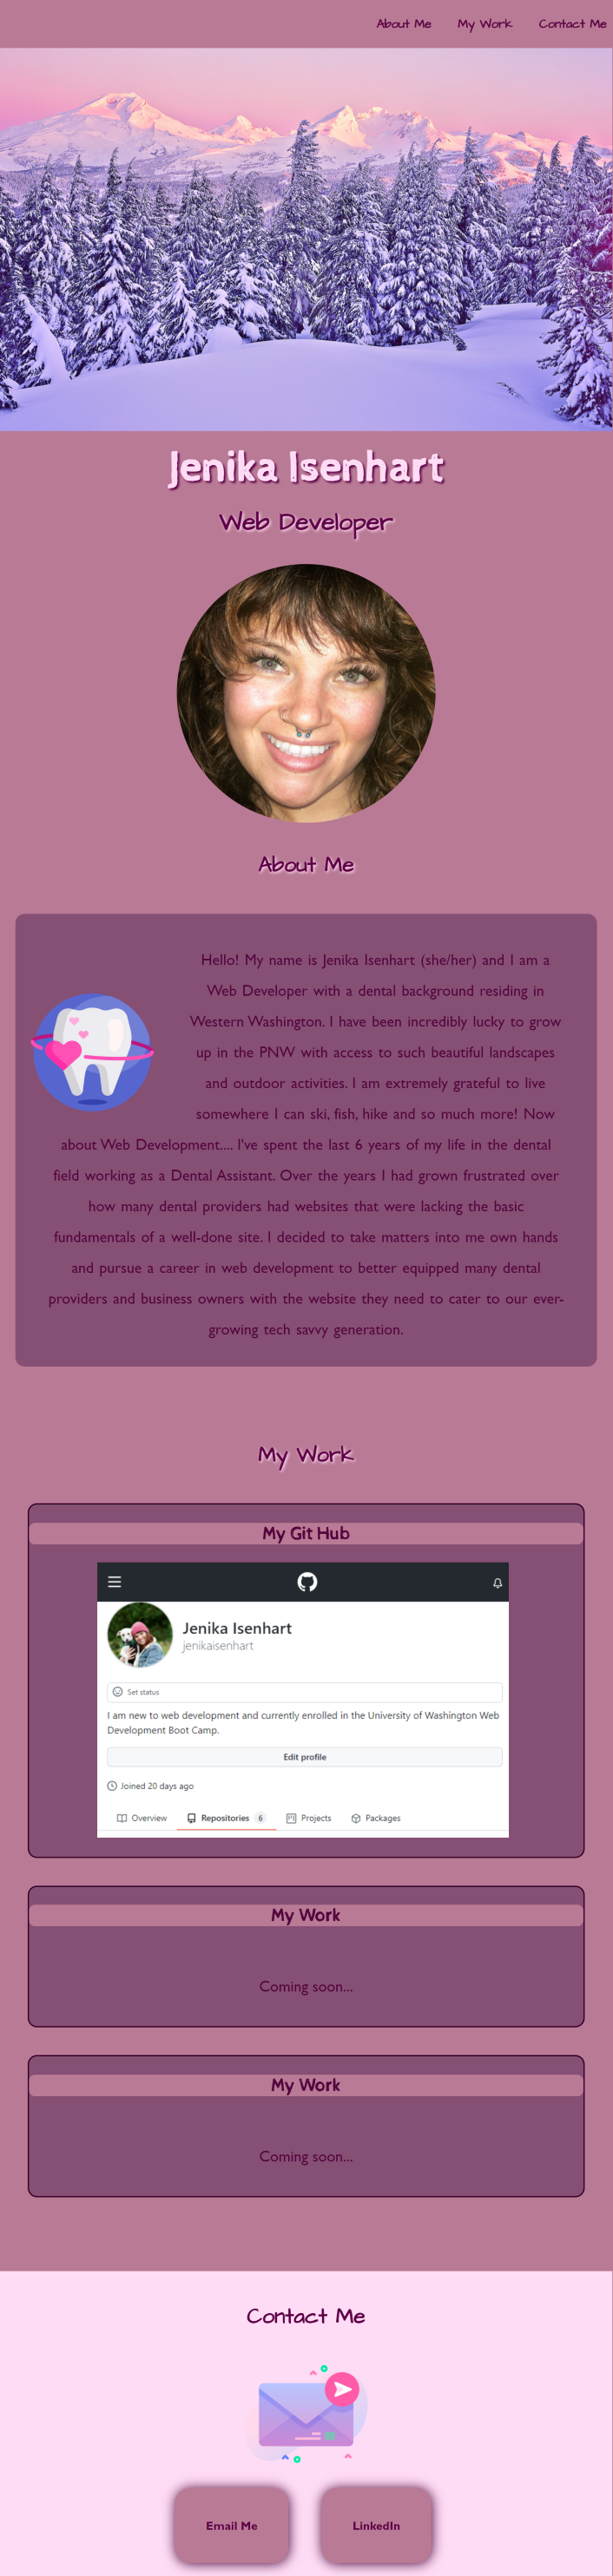 About Me My Work Contact Me
Jenika Isenhart
Web Developer
About Me
Hello! My name is Jenika Isenhart (she/her) and I am a
Web Developer with a dental background residing in
Western Washington. I have been incredibly lucky to grow
up in the PNW with access to such beautiful landscapes
and outdoor activities. I am extremely grateful to live
somewhere I can ski, fish, hike and so much more! Now
about Web Development.... I've spent the last 6 years of my life in the dental
field working as a Dental Assistant. Over the years I had grown frustrated over
how many dental providers had websites that were lacking the basic
fundamentals of a well-done site. I decided to take matters into me own hands
and pursue a career in web development to better equipped many dental
providers and business owners with the website they need to cater to our ever-
growing tech savvy generation.
My Work
My Git Hub
Jenika Isenhart
jenikaisenhart
Set status
I am new to web development and currently enrolled in the University of Washington Web
Development Boot Camp.
Edit profile
Joined 20 days ago
Overview Repositories 6 Projects Packages
My Work
Coming soon...
My Work
Coming soon...
Contact Me
Email Me LinkedIn